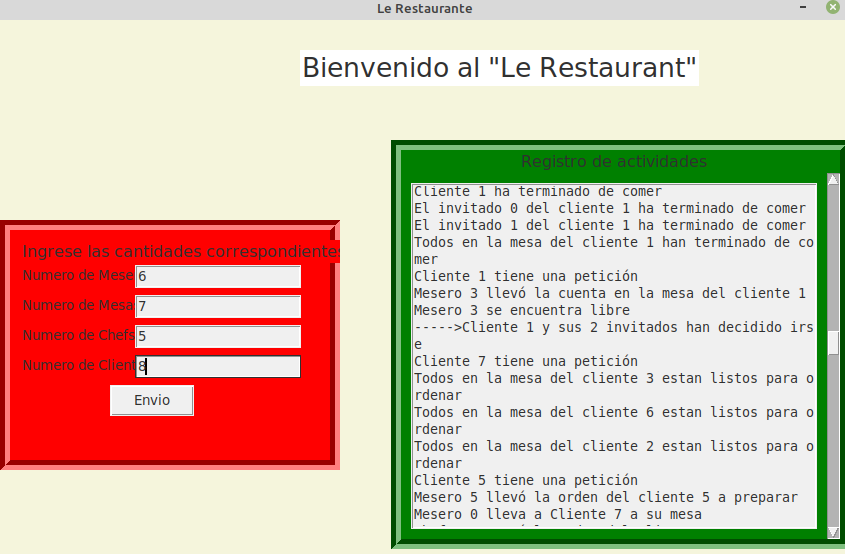 Le Restaurante
Bienvenido al "Le Restaurant"
Ingrese las cantidades correspondientes
Numero de Mese 6
Numero de Mesa 7
Numero de Chefs 5
Numero de Client 8
Envio
Registro de actividades
Cliente 1 ha terminado de comer
El invitado 0 del cliente 1 ha terminado de comer
El invitado 1 del cliente 1 ha terminado de comer
Todos en la mesa del cliente 1 han terminado de co
mer
Cliente 1 tiene una petición
Mesero 3 llevó la cuenta en la mesa del cliente 1
Mesero 3 se encuentra libre
----->Cliente 1 y sus 2 invitados han decidido irs
e
Cliente 7 tiene una petición
Todos en la mesa del cliente 3 estan listos para o
rdenar
Todos en la mesa del cliente 6 estan listos para o
rdenar
Todos en la mesa del cliente 2 estan listos para o
rdenar
Cliente 5 tiene una petición
Mesero 5 llevó la orden del cliente 5 a preparar
Mesero 0 lleva a Cliente 7 a su mesa